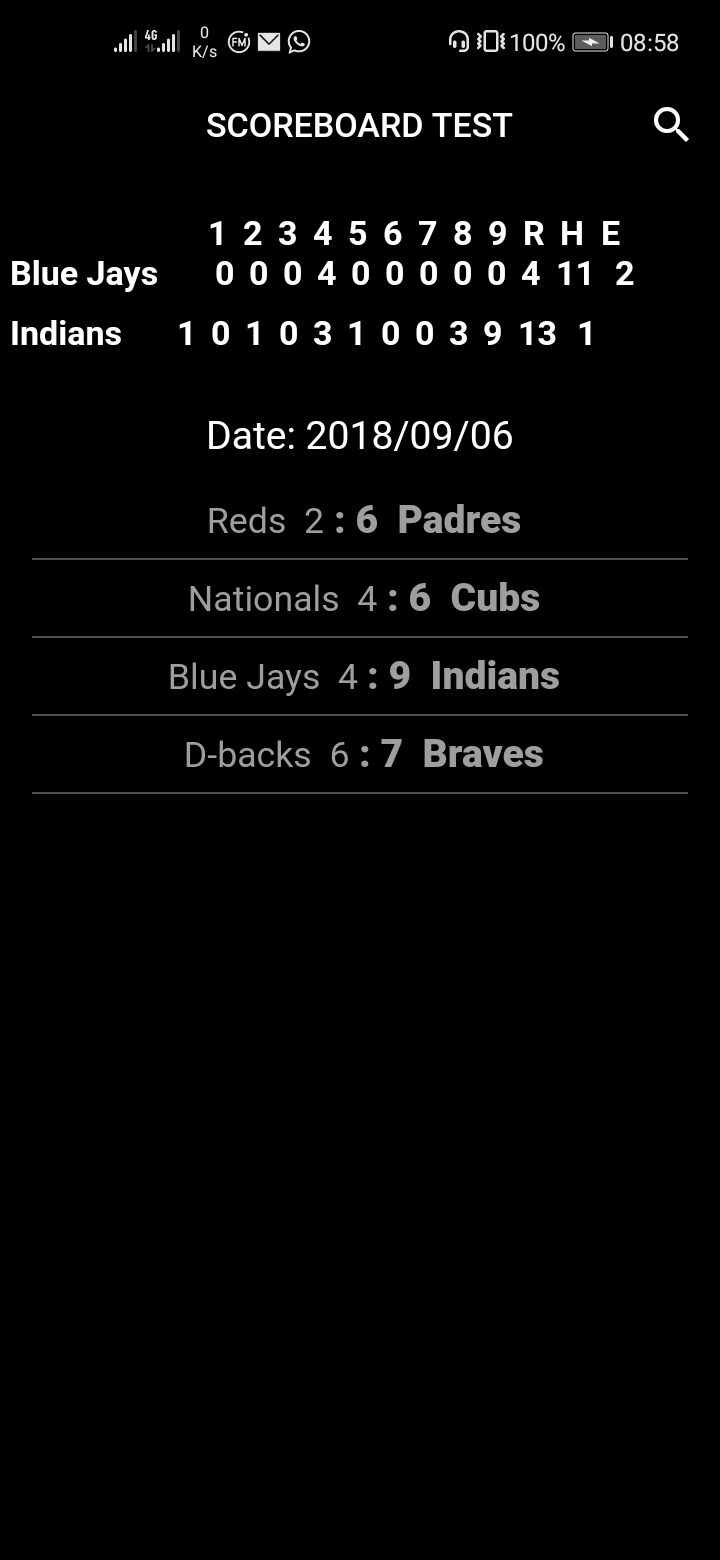 4G 0 K/s FM 100% 08:58
SCOREBOARD TEST
1 2 3 4 5 6 7 8 9 R H E
Blue Jays 0 0 0 4 0 0 0 0 0 4 11 2
Indians 1 0 1 0 3 1 0 0 3 9 13 1
Date: 2018/09/06
Reds 2 : 6 Padres
Nationals 4 : 6 Cubs
Blue Jays 4 : 9 Indians
D-backs 6 : 7 Braves